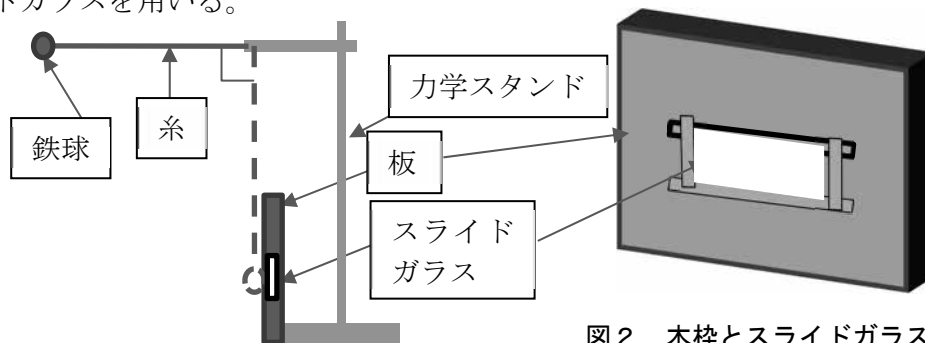 ドガラスを用いる。
力学スタンド
鉄球
糸
板
スライド
ガラス
図2 木枠とスライドガラス